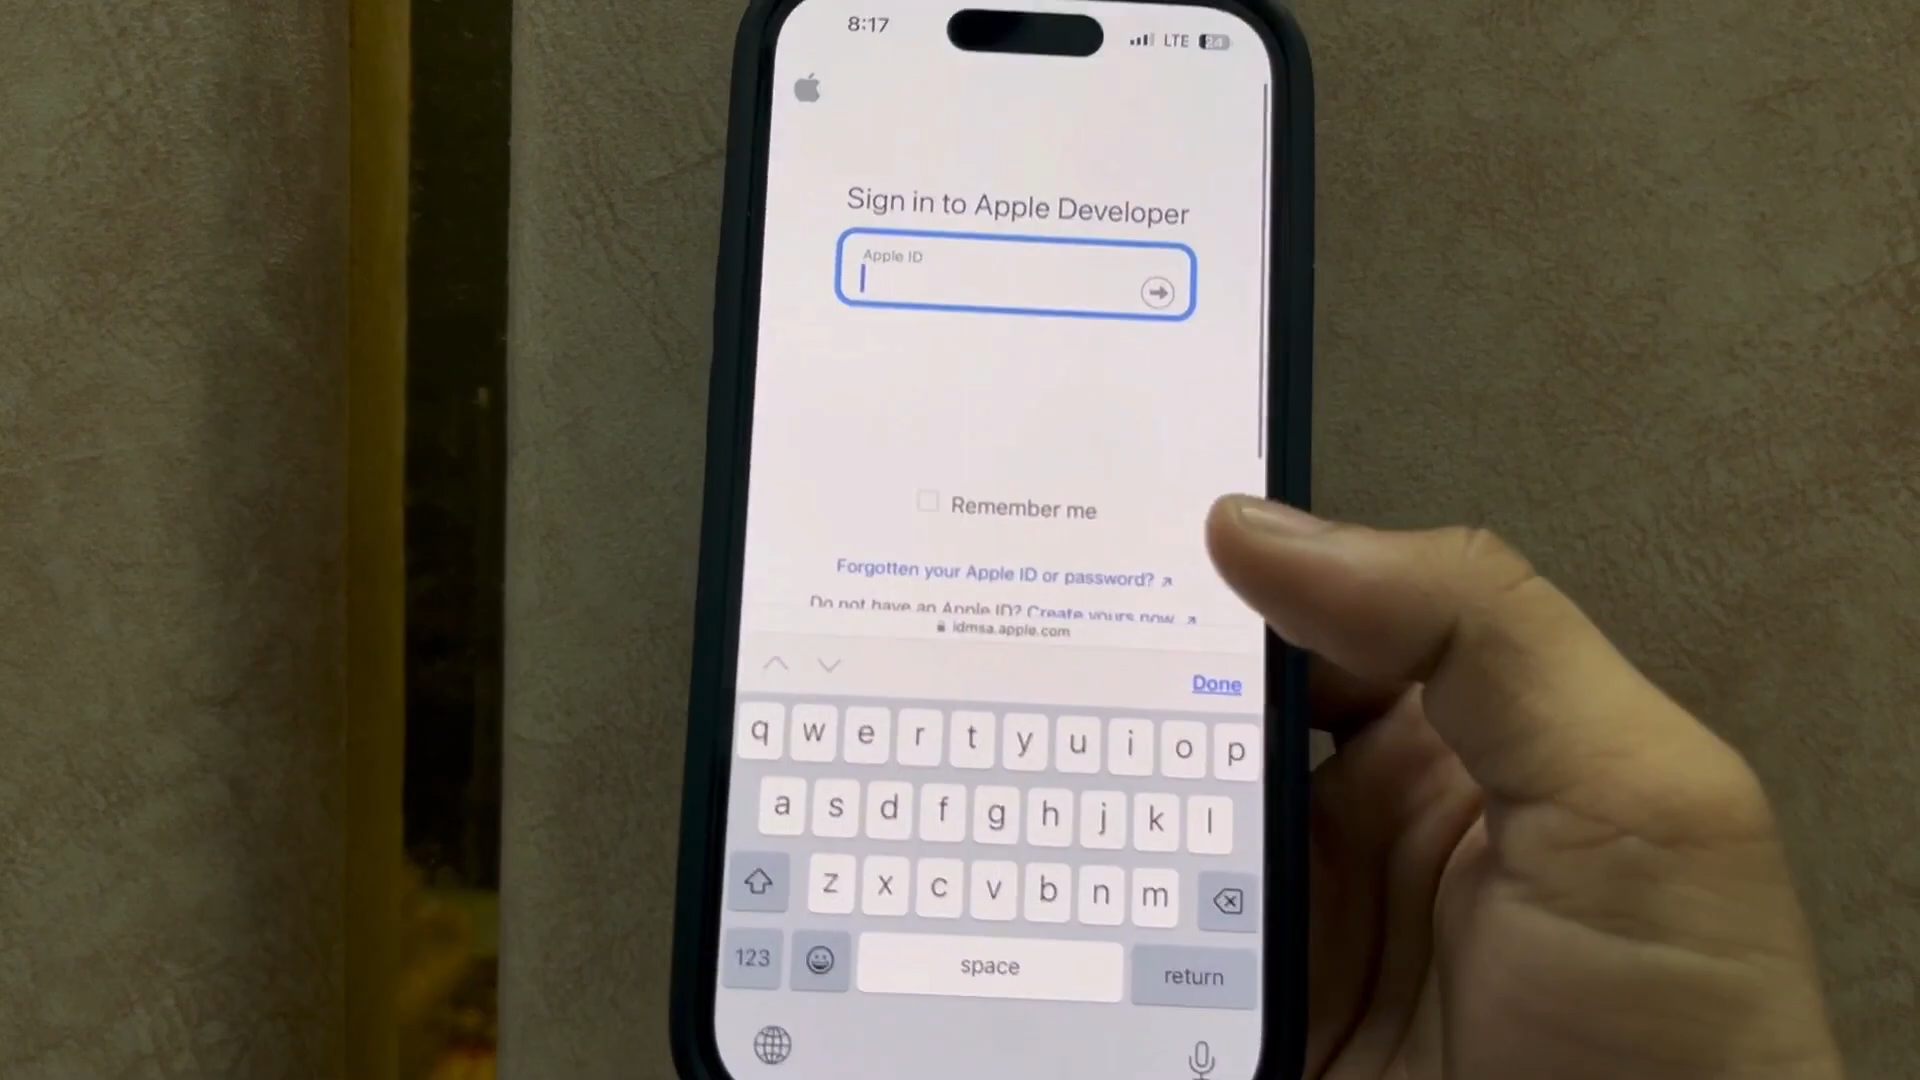 8:17
LTE 24
Sign in to Apple Developer
Apple ID
Remember me
Forgotten your Apple ID or password?
Do not have an Apple ID? Create yours now
idmsa.apple.com
Done
q w e r t y u i o p
a s d f g h j k l
z x c v b n m
123 space return